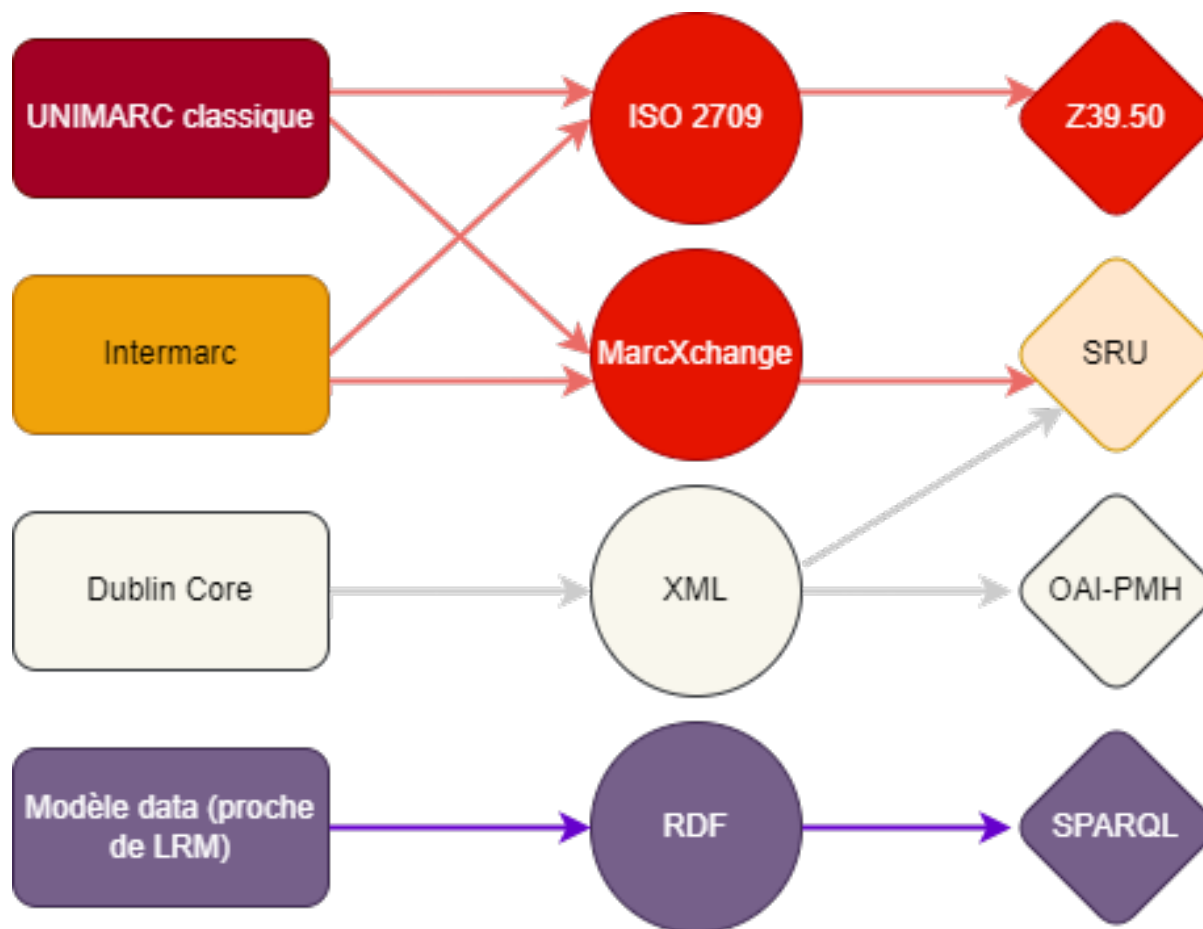 UNIMARC classique
ISO 2709
Z39.50
Intermarc
MarcXchange
SRU
Dublin Core
XML
OAI-PMH
Modèle data (proche
de LRM)
RDF
SPARQL